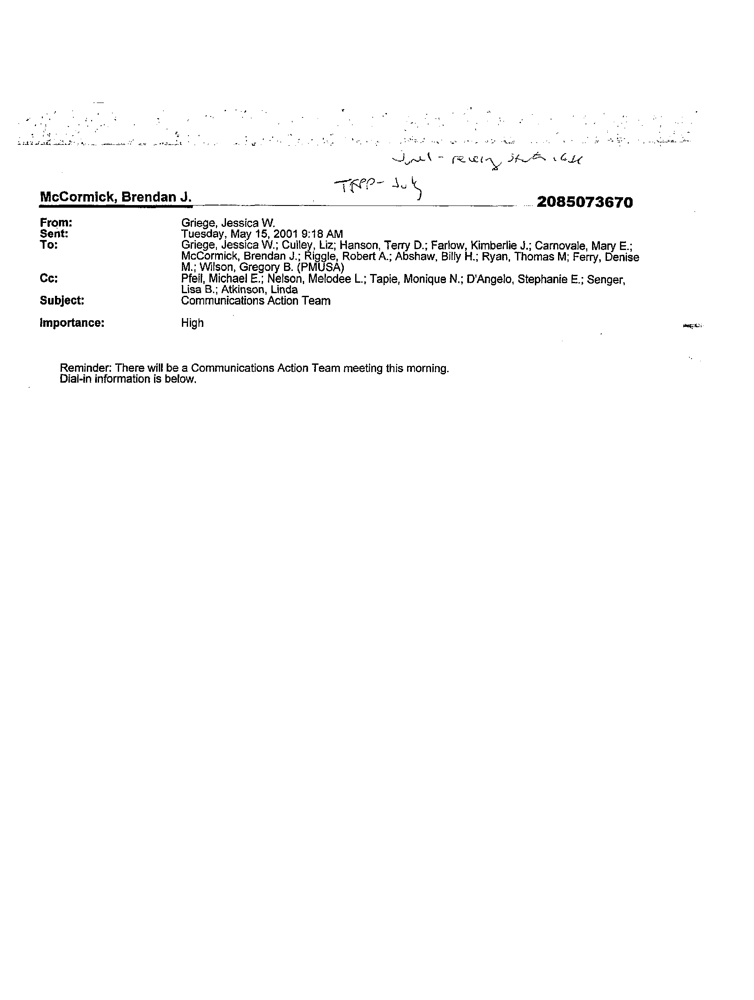 TRPP- July
McCormick, Brendan J.
2085073670
From: Griege, Jessica W.
Sent: Tuesday, May 15, 2001 9:18 AM
To: Griege, Jessica W.; Culley, Liz; Hanson, Terry D.; Farlow, Kimberlie J.; Carnovale, Mary E.;
McCormick, Brendan J.; Riggle, Robert A.; Abshaw, Billy H.; Ryan, Thomas M; Ferry, Denise
M.; Wilson, Gregory B. (PMUSA)
Cc: Pfeil, Michael E.; Nelson, Melodee L.; Tapie, Monique N.; D'Angelo, Stephanie E.; Senger,
Lisa B.; Atkinson, Linda
Subject: Communications Action Team
Importance: High
Reminder: There will be a Communications Action Team meeting this morning.
Dial-in information is below.